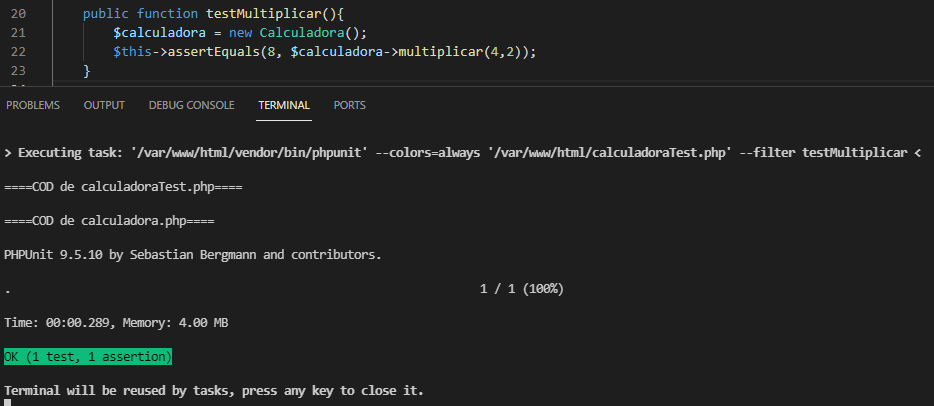 20 public function testMultiplicar(){
21 $calculadora = new Calculadora();
22 $this->assertEquals(8, $calculadora->multiplicar(4,2));
23 }
PROBLEMS OUTPUT DEBUG CONSOLE TERMINAL PORTS
> Executing task: '/var/www/html/vendor/bin/phpunit' --colors=always '/var/www/html/calculadoraTest.php' --filter testMultiplicar <
====COD de calculadoraTest.php====
====COD de calculadora.php====
PHPUnit 9.5.10 by Sebastian Bergmann and contributors.
. 1 / 1 (100%)
Time: 00:00.289, Memory: 4.00 MB
OK (1 test, 1 assertion)
Terminal will be reused by tasks, press any key to close it.